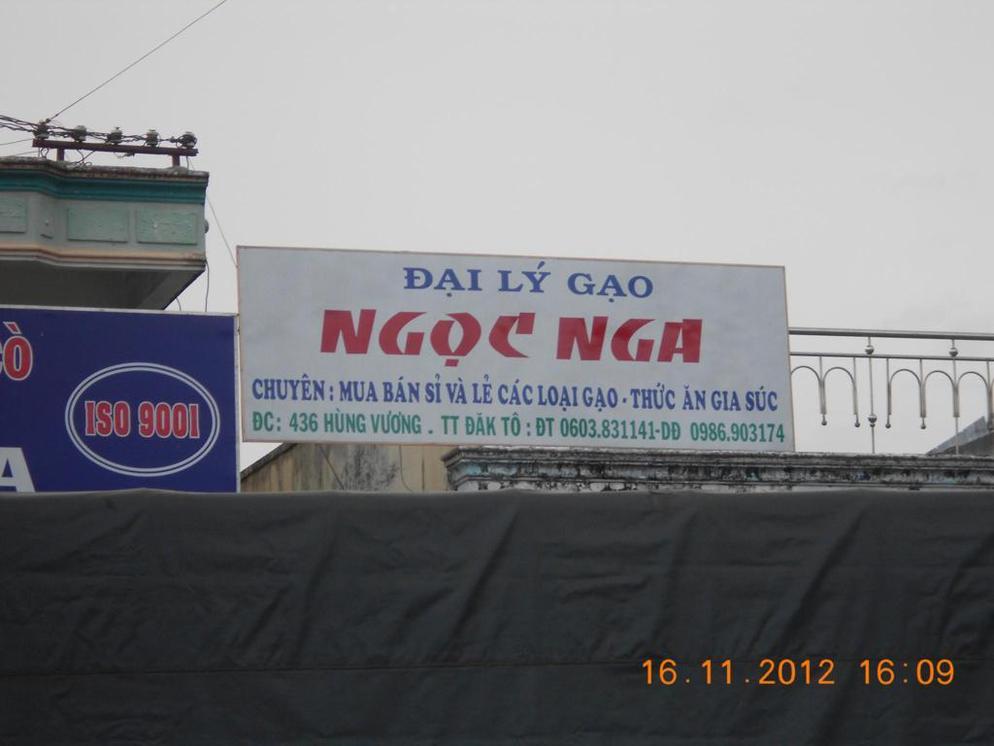 ĐẠI LÝ GẠO
NGỌC NGA
CHUYÊN : MUA BÁN SỈ VÀ LẺ CÁC LOẠI GẠO - THỨC ĂN GIA SÚC
ĐC : 436 HÙNG VƯƠNG . TT ĐĂK TÔ : ĐT 0603.831141-DĐ 0986.903174
CÒ
ISO 9001
A
16.11.2012 16:09